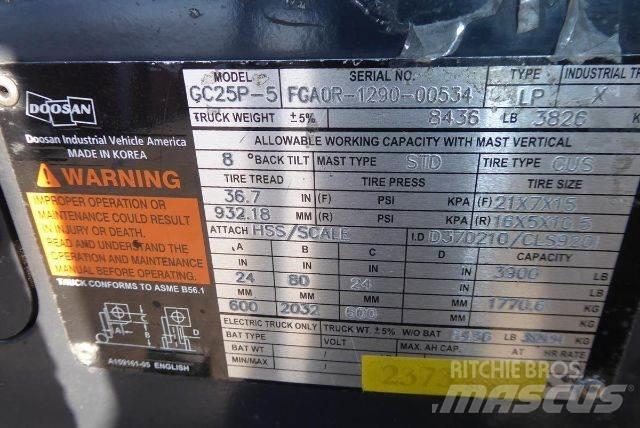 DOOSAN
Doosan Industrial Vehicle America
MADE IN KOREA
WARNING
IMPROPER OPERATION OR
MAINTENANCE COULD RESULT
IN INJURY OR DEATH.
READ AND UNDERSTAND THE
OPERATION AND MAINTENANCE
MANUAL BEFORE OPERATING.
TRUCK CONFORMS TO ASME B56.1
A159161-05 ENGLISH
MODEL SERIAL NO. TYPE INDUSTRIAL
GC25P-5 FGA0R-1290-00534 LP X
TRUCK WEIGHT ±5% 8436 LB 3826 K
ALLOWABLE WORKING CAPACITY WITH MAST VERTICAL
8 °BACK TILT MAST TYPE STD TIRE TYPE CUS
TIRE TREAD TIRE PRESS TIRE SIZE
36.7 IN (F) PSI KPA (F) 21X7X15
932.18 MM (R) PSI KPA (R) 16X5X10.5
ATTACH HSS/SCALE I.D D370210/CLS920I
A B C D
IN 3900 LB
24 80 24
MM MM MM MM
600 2032 600 1770.6 KG
ELECTRIC TRUCK ONLY TRUCK WT. ±5% W/O BAT 8436 LB KG
BAT TYPE VOLT MAX. AH CAP. AT HR RATE
BAT WT
MIN/MAX
RITCHIE BROS
MASCUS